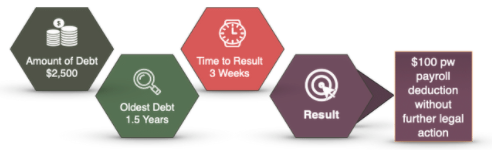 Amount of Debt
$2,500
Oldest Debt
1.5 Years
Time to Result
3 Weeks
Result
$100 pw
payroll
deduction
without
further legal
action